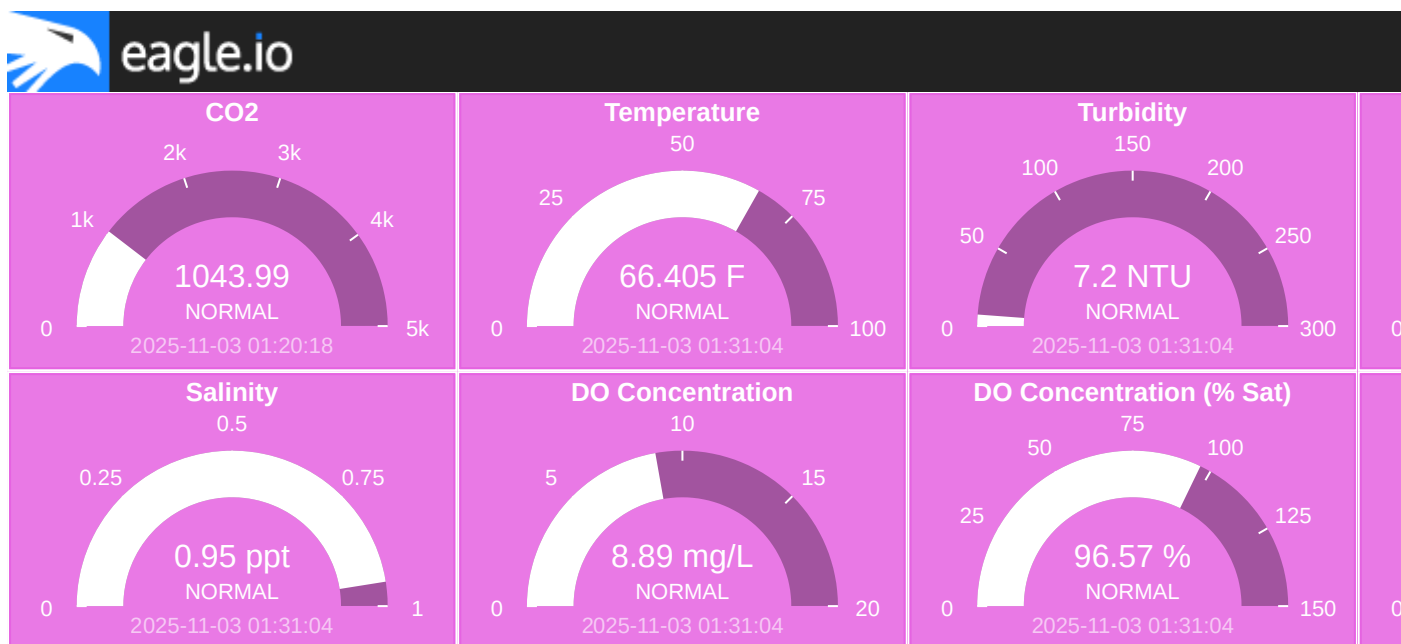 eagle.io
CO2
0
1k
2k
3k
4k
5k
1043.99
NORMAL
2025-11-03 01:20:18
Temperature
0
25
50
75
100
66.405 F
NORMAL
2025-11-03 01:31:04
Turbidity
0
50
100
150
200
250
300
7.2 NTU
NORMAL
2025-11-03 01:31:04
0
Salinity
0
0.25
0.5
0.75
1
0.95 ppt
NORMAL
2025-11-03 01:31:04
DO Concentration
0
5
10
15
20
8.89 mg/L
NORMAL
2025-11-03 01:31:04
DO Concentration (% Sat)
0
25
50
75
100
125
150
96.57 %
NORMAL
2025-11-03 01:31:04
0